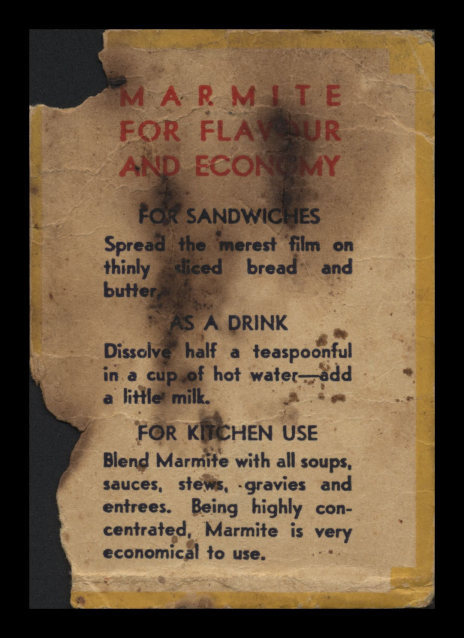 MARMITE
FOR FLAVOUR
AND ECONOMY
FOR SANDWICHES
Spread the merest film on
thinly sliced bread and
butter.
AS A DRINK
Dissolve half a teaspoonful
in a cup of hot water—add
a little milk.
FOR KITCHEN USE
Blend Marmite with all soups,
sauces, stews, gravies and
entrees. Being highly con-
centrated, Marmite is very
economical to use.